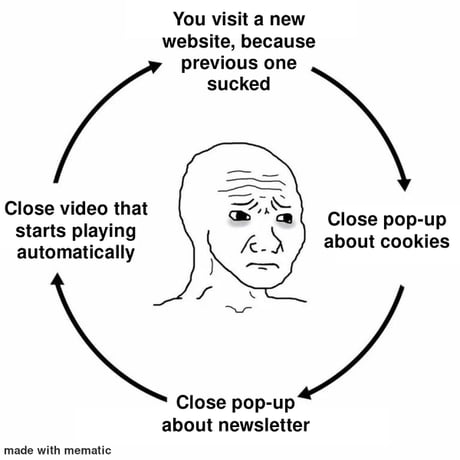 You visit a new
website, because
previous one
sucked
Close pop-up
about cookies
Close pop-up
about newsletter
Close video that
starts playing
automatically
made with mematic